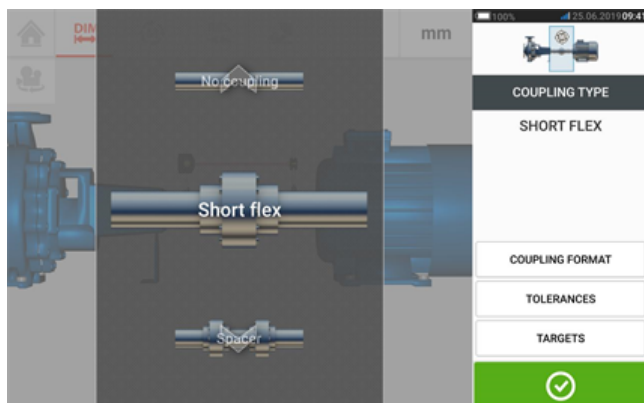 DIM
mm
No coupling
Short flex
Spacer
100% 25.06.2019 09:41
COUPLING TYPE
SHORT FLEX
COUPLING FORMAT
TOLERANCES
TARGETS